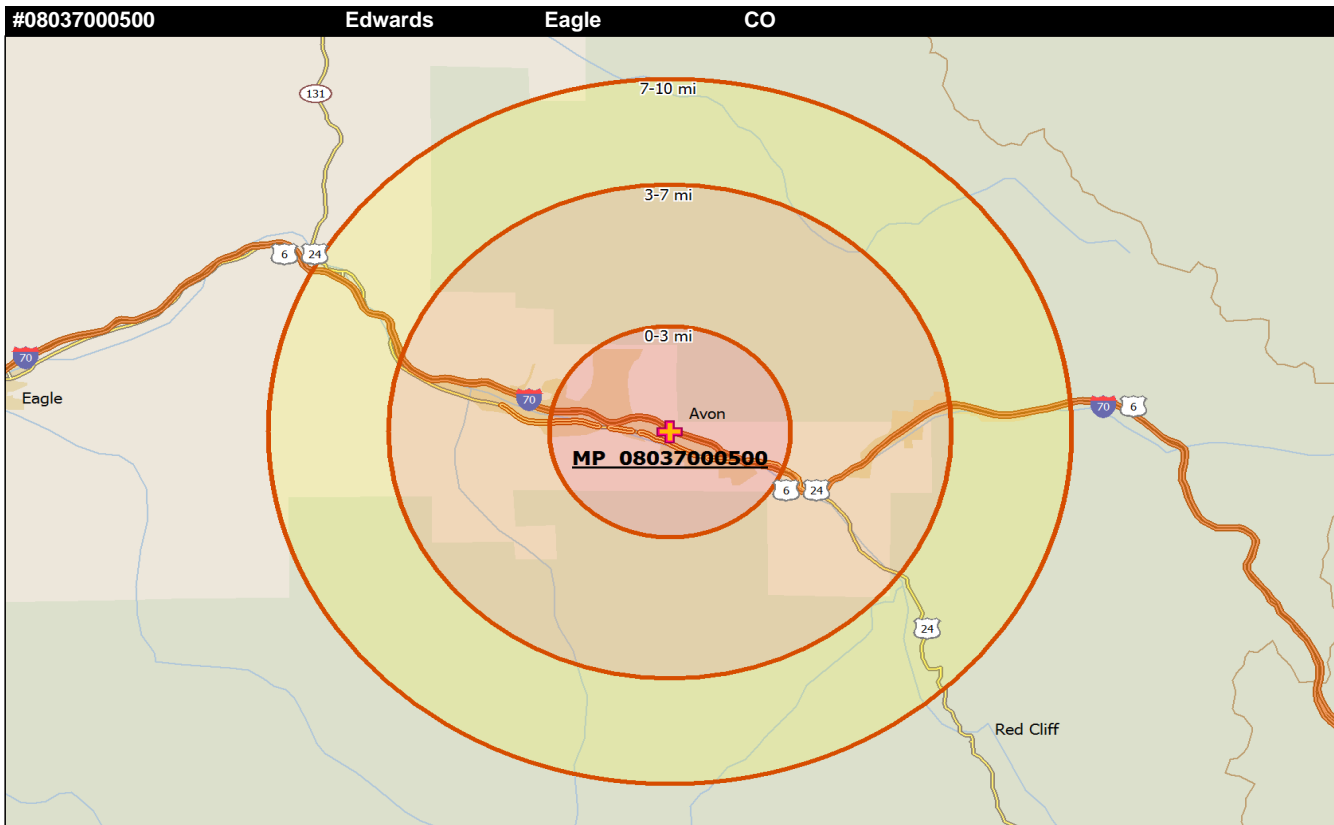 #08037000500 Edwards Eagle CO
7-10 mi
131
3-7 mi
6 24
0-3 mi
70
Eagle
70
Avon
70 6
MP 08037000500
6 24
24
Red Cliff